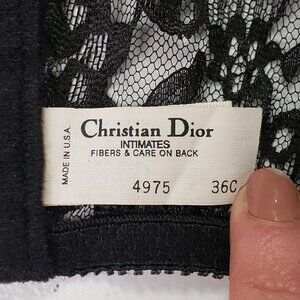 MADE IN U.S.A.
Christian Dior
INTIMATES
FIBERS & CARE ON BACK
4975 36C